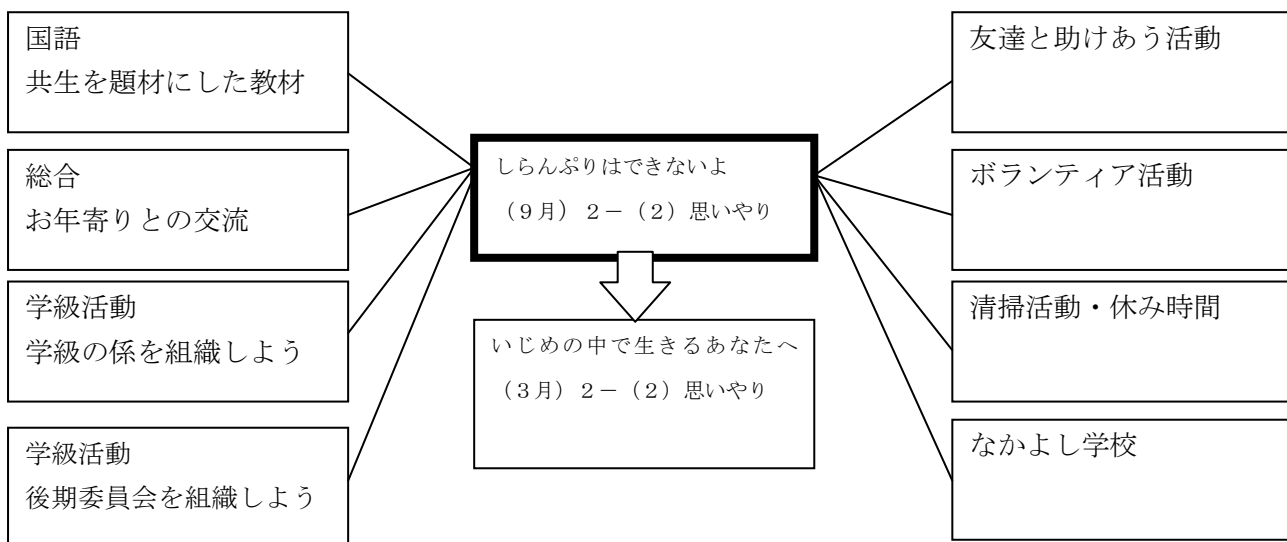 国語
共生を題材にした教材
総合
お年寄りとの交流
学級活動
学級の係を組織しよう
学級活動
後期委員会を組織しよう
しらんぷりはできないよ
（９月）２－（２）思いやり
いじめの中で生きるあなたへ
（３月）２－（２）思いやり
友達と助けあう活動
ボランティア活動
清掃活動・休み時間
なかよし学校